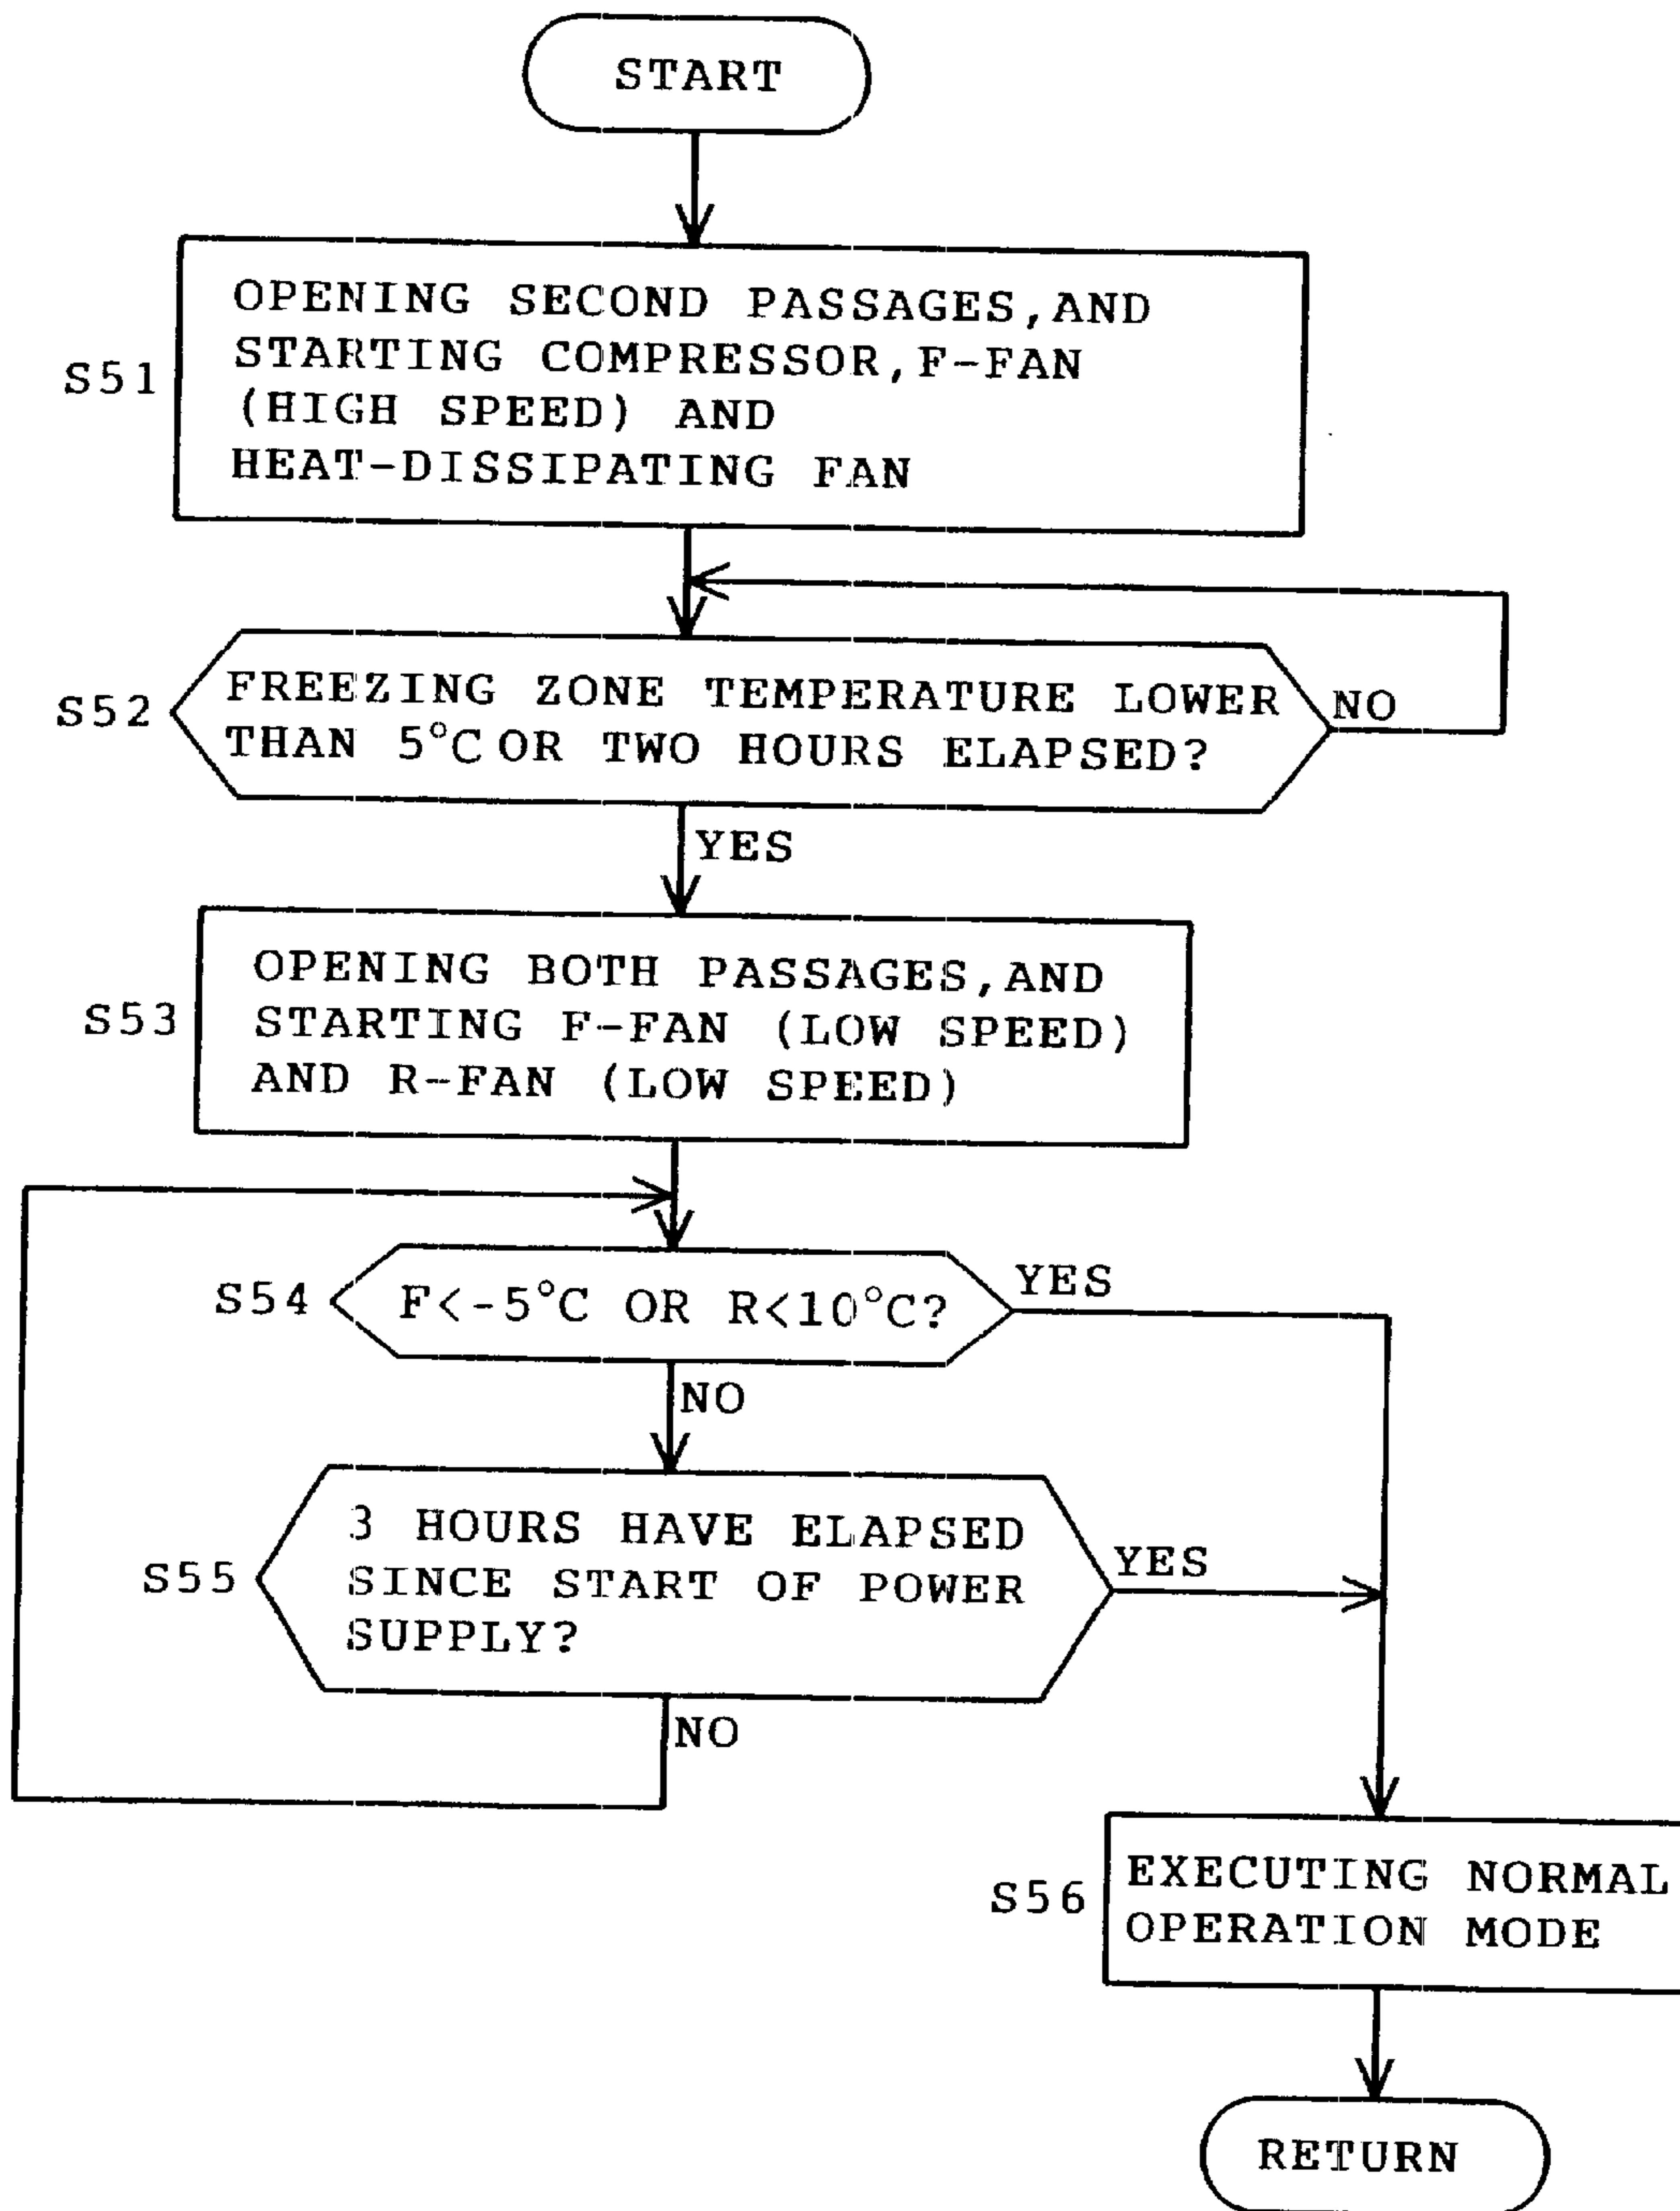 START
S51
OPENING SECOND PASSAGES,AND
STARTING COMPRESSOR,F-FAN
(HIGH SPEED) AND
HEAT-DISSIPATING FAN
S52
FREEZING ZONE TEMPERATURE LOWER
THAN 5°C OR TWO HOURS ELAPSED?
NO
YES
S53
OPENING BOTH PASSAGES,AND
STARTING F-FAN (LOW SPEED)
AND R-FAN (LOW SPEED)
S54
F<-5°C OR R<10°C?
YES
NO
S55
3 HOURS HAVE ELAPSED
SINCE START OF POWER
SUPPLY?
YES
NO
S56
EXECUTING NORMAL
OPERATION MODE
RETURN